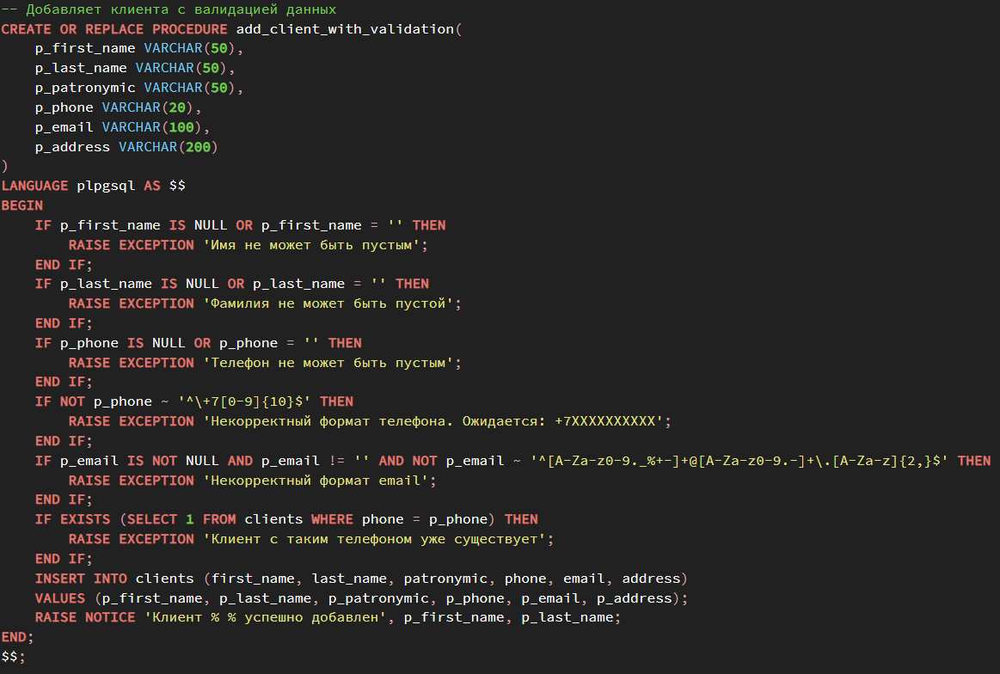 -- Добавляет клиента с валидацией данных
CREATE OR REPLACE PROCEDURE add_client_with_validation(
    p_first_name VARCHAR(50),
    p_last_name VARCHAR(50),
    p_patronymic VARCHAR(50),
    p_phone VARCHAR(20),
    p_email VARCHAR(100),
    p_address VARCHAR(200)
)
LANGUAGE plpgsql AS $$
BEGIN
    IF p_first_name IS NULL OR p_first_name = '' THEN
        RAISE EXCEPTION 'Имя не может быть пустым';
    END IF;
    IF p_last_name IS NULL OR p_last_name = '' THEN
        RAISE EXCEPTION 'Фамилия не может быть пустой';
    END IF;
    IF p_phone IS NULL OR p_phone = '' THEN
        RAISE EXCEPTION 'Телефон не может быть пустым';
    END IF;
    IF NOT p_phone ~ '^\+7[0-9]{10}$' THEN
        RAISE EXCEPTION 'Некорректный формат телефона. Ожидается: +7XXXXXXXXXX';
    END IF;
    IF p_email IS NOT NULL AND p_email != '' AND NOT p_email ~ '^[A-Za-z0-9._%+-]+@[A-Za-z0-9.-]+\.[A-Za-z]{2,}$' THEN
        RAISE EXCEPTION 'Некорректный формат email';
    END IF;
    IF EXISTS (SELECT 1 FROM clients WHERE phone = p_phone) THEN
        RAISE EXCEPTION 'Клиент с таким телефоном уже существует';
    END IF;
    INSERT INTO clients (first_name, last_name, patronymic, phone, email, address)
    VALUES (p_first_name, p_last_name, p_patronymic, p_phone, p_email, p_address);
    RAISE NOTICE 'Клиент % % успешно добавлен', p_first_name, p_last_name;
END;
$$;